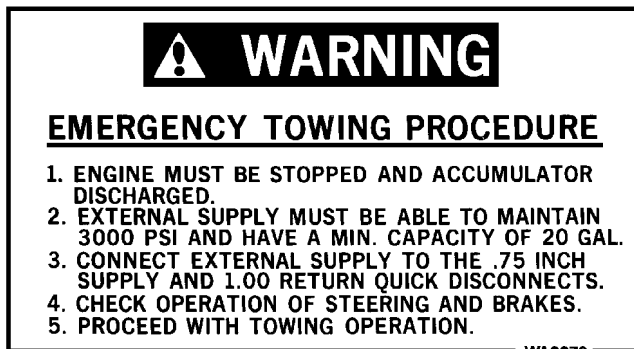 WARNING
EMERGENCY TOWING PROCEDURE
1. ENGINE MUST BE STOPPED AND ACCUMULATOR
DISCHARGED.
2. EXTERNAL SUPPLY MUST BE ABLE TO MAINTAIN
3000 PSI AND HAVE A MIN. CAPACITY OF 20 GAL.
3. CONNECT EXTERNAL SUPPLY TO THE .75 INCH
SUPPLY AND 1.00 RETURN QUICK DISCONNECTS.
4. CHECK OPERATION OF STEERING AND BRAKES.
5. PROCEED WITH TOWING OPERATION.